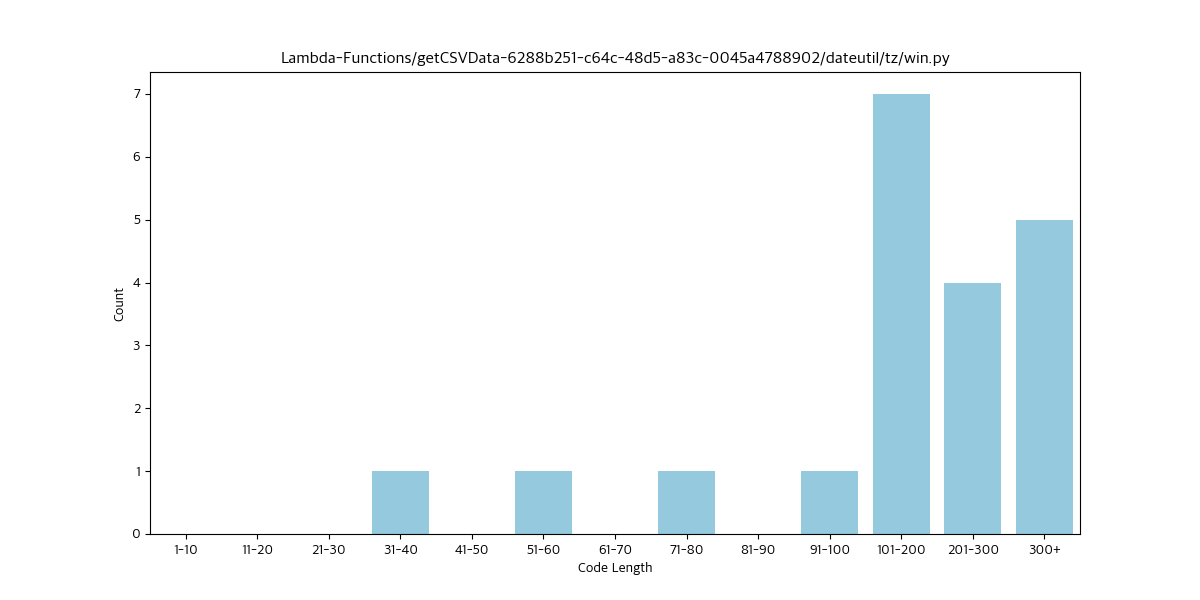 Lambda-Functions/getCSVData-6288b251-c64c-48d5-a83c-0045a4788902/dateutil/tz/win.py
7
6
5
4
3
2
1
0
Count
1-10 11-20 21-30 31-40 41-50 51-60 61-70 71-80 81-90 91-100 101-200 201-300 300+
Code Length